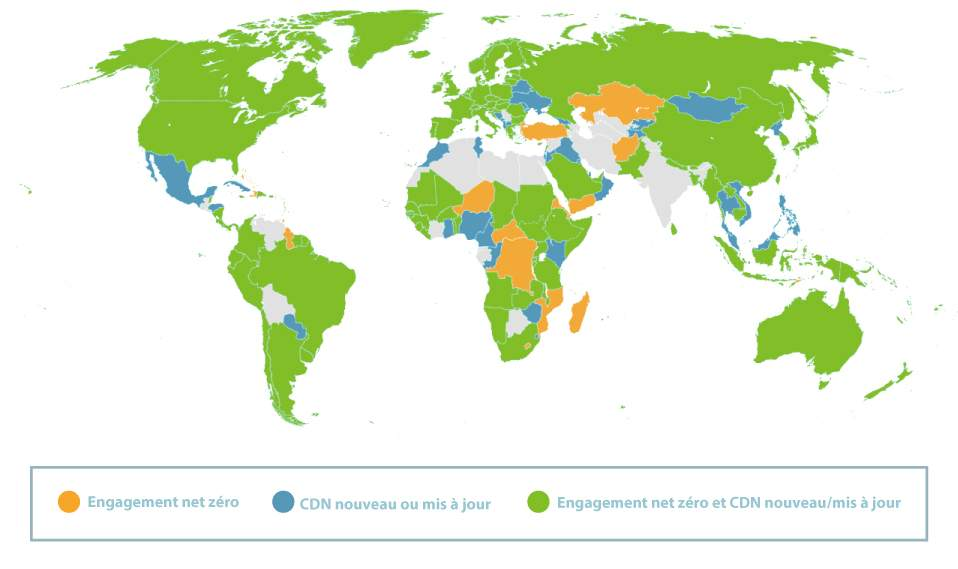 Engagement net zéro
CDN nouveau ou mis à jour
Engagement net zéro et CDN nouveau/mis à jour